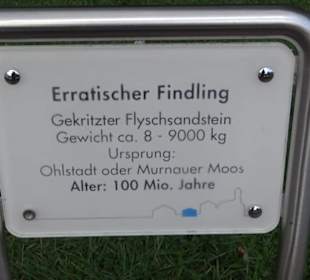 Erratischer Findling
Gekritzter Flyschsandstein
Gewicht ca. 8 - 9000 kg
Ursprung:
Ohlstadt oder Murnauer Moos
Alter: 100 Mio. Jahre